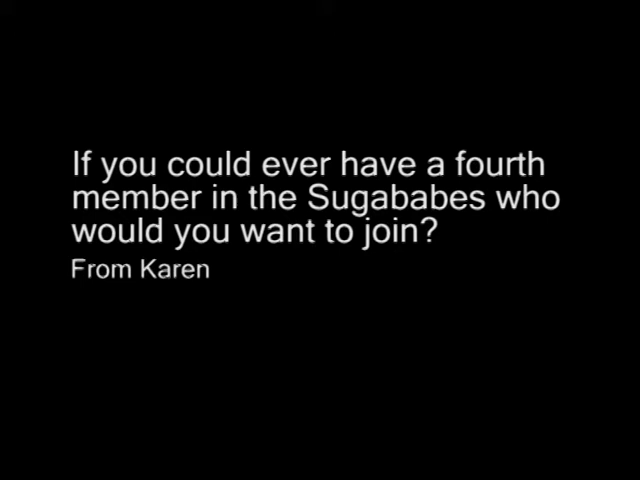 If you could ever have a fourth
member in the Sugababes who
would you want to join?
From Karen